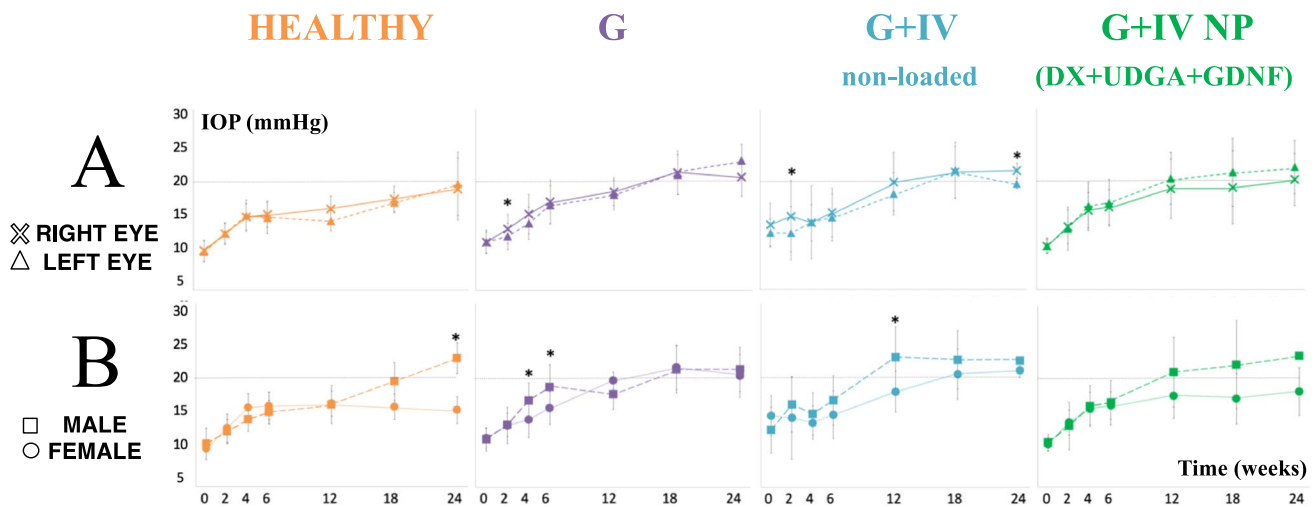 HEALTHY G G+IV G+IV NP
non-loaded (DX+UDGA+GDNF)
A
IOP (mmHg)
30
25
20
15
10
5
* * *
RIGHT EYE
LEFT EYE
B
30
25
20
15
10
5
* * * *
MALE
FEMALE
Time (weeks)
0 2 4 6 12 18 24 0 2 4 6 12 18 24 0 2 4 6 12 18 24 0 2 4 6 12 18 24